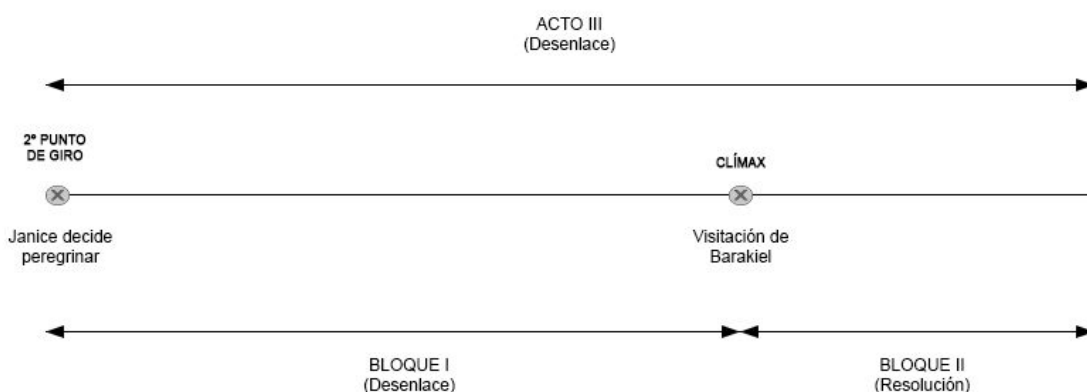 ACTO III
(Desenlace)
2º PUNTO
DE GIRO
CLÍMAX
Janice decide
peregrinar
Visitación de
Barakiel
BLOQUE I
(Desenlace)
BLOQUE II
(Resolución)